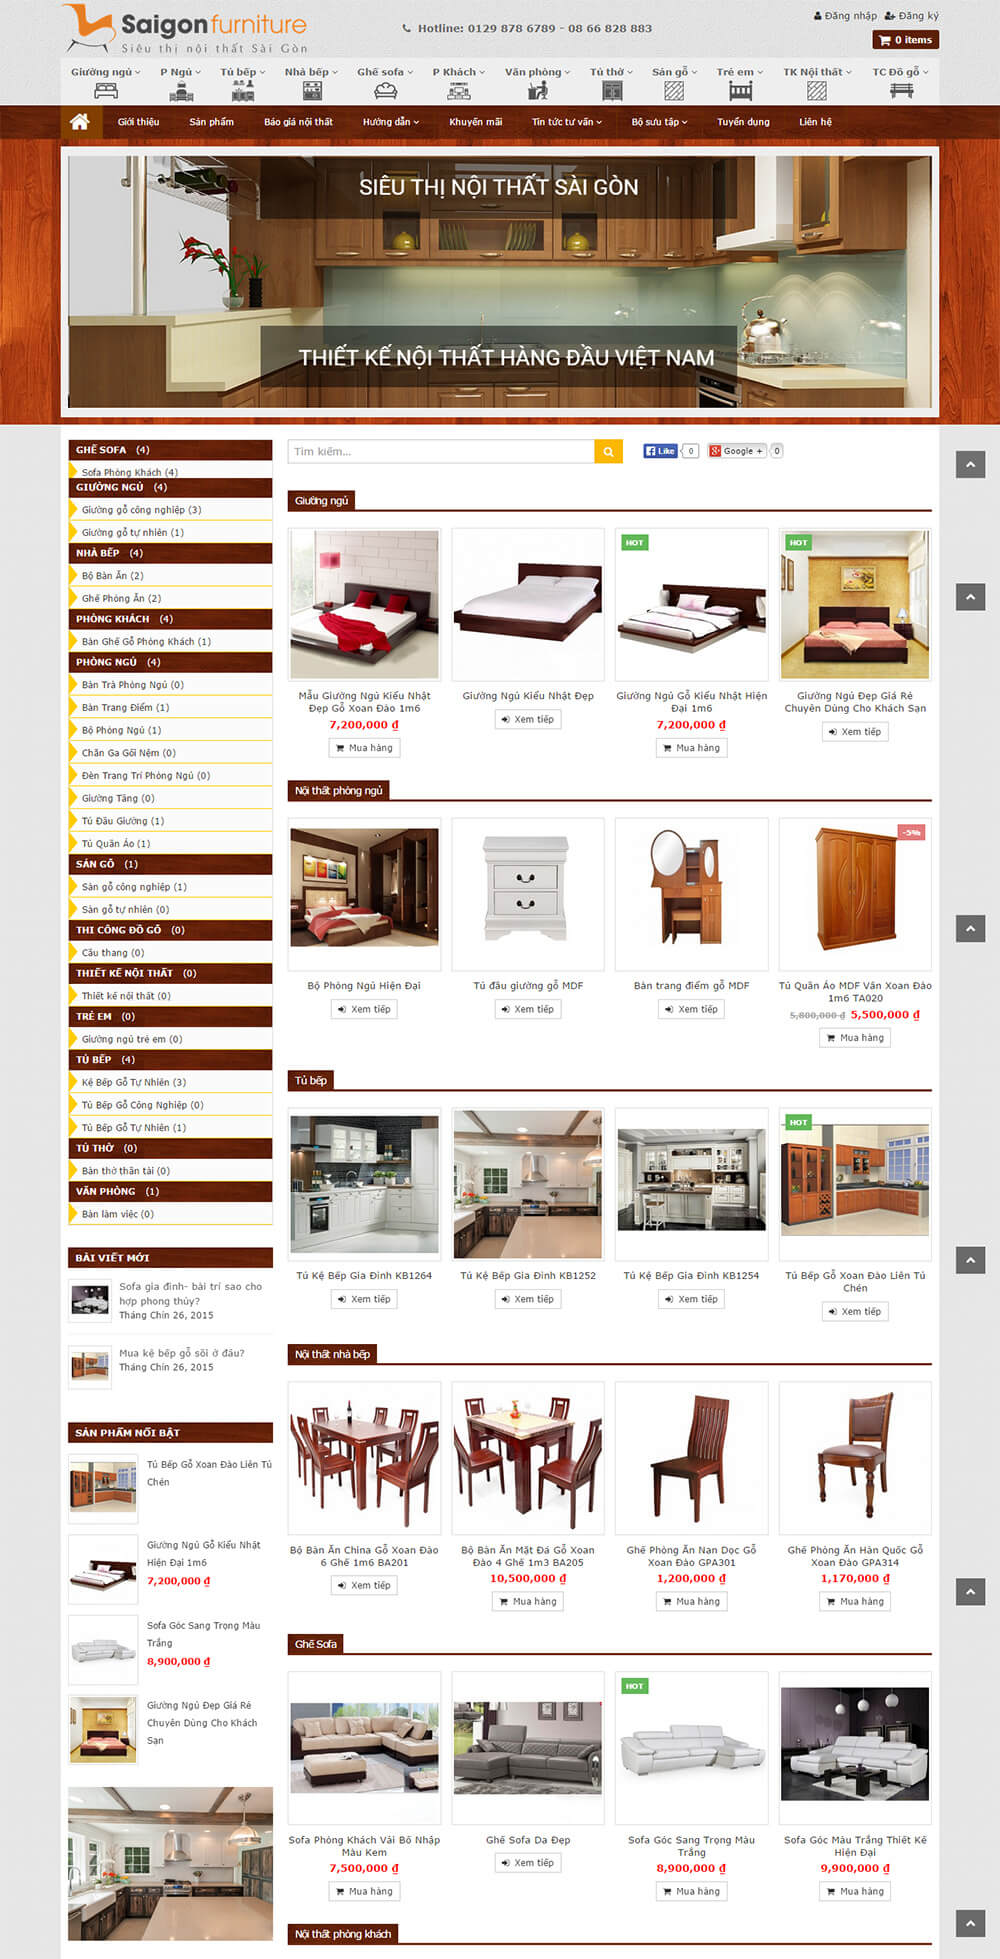 Saigonfurniture
Siêu thị nội thất Sài Gòn
Hotline: 0129 878 6789 - 08 66 828 883
Đăng nhập Đăng ký
0 items
Giường ngủ P Ngủ Tủ bếp Nhà bếp Ghế sofa P Khách Văn phòng Tủ thờ Sàn gỗ Trẻ em TK Nội thất TC Đồ gỗ
Giới thiệu Sản phẩm Báo giá nội thất Hướng dẫn Khuyến mãi Tin tức tư vấn Bộ sưu tập Tuyển dụng Liên hệ
SIÊU THỊ NỘI THẤT SÀI GÒN
THIẾT KẾ NỘI THẤT HÀNG ĐẦU VIỆT NAM
GHẾ SOFA (4)
Sofa Phòng Khách (4)
GIƯỜNG NGỦ (4)
Giường gỗ công nghiệp (3)
Giường gỗ tự nhiên (1)
NHÀ BẾP (4)
Bộ Bàn Ăn (2)
Ghế Phòng Ăn (2)
PHÒNG KHÁCH (4)
Bàn Ghế Gỗ Phòng Khách (1)
PHÒNG NGỦ (4)
Bàn Trà Phòng Ngủ (0)
Bàn Trang Điểm (1)
Bộ Phòng Ngủ (1)
Chăn Ga Gối Nệm (0)
Đèn Trang Trí Phòng Ngủ (0)
Giường Tầng (0)
Tủ Đầu Giường (1)
Tủ Quần Áo (1)
SÀN GỖ (1)
Sàn gỗ công nghiệp (1)
Sàn gỗ tự nhiên (0)
THI CÔNG ĐỒ GỖ (0)
Cầu thang (0)
THIẾT KẾ NỘI THẤT (0)
Thiết kế nội thất (0)
TRẺ EM (0)
Giường ngủ trẻ em (0)
TỦ BẾP (4)
Kệ Bếp Gỗ Tự Nhiên (3)
Tủ Bếp Gỗ Công Nghiệp (0)
Tủ Bếp Gỗ Tự Nhiên (1)
TỦ THỜ (0)
Bàn thờ thần tài (0)
VĂN PHÒNG (1)
Bàn làm việc (0)
BÀI VIẾT MỚI
Sofa gia đình- bài trí sao cho
hợp phong thủy?
Tháng Chín 26, 2015
Mua kệ bếp gỗ sồi ở đâu?
Tháng Chín 26, 2015
SẢN PHẨM NỔI BẬT
Tủ Bếp Gỗ Xoan Đào Liên Tủ
Chén
Giường Ngủ Gỗ Kiểu Nhật
Hiện Đại 1m6
7,200,000 ₫
Sofa Góc Sang Trọng Màu
Trắng
8,900,000 ₫
Giường Ngủ Đẹp Giá Rẻ
Chuyên Dùng Cho Khách
Sạn
Tìm kiếm...
Like 0 Google + 0
Giường ngủ
HOT HOT
Mẫu Giường Ngủ Kiểu Nhật
Đẹp Gỗ Xoan Đào 1m6
7,200,000 ₫
Mua hàng
Giường Ngủ Kiểu Nhật Đẹp
Xem tiếp
Giường Ngủ Gỗ Kiểu Nhật Hiện
Đại 1m6
7,200,000 ₫
Mua hàng
Giường Ngủ Đẹp Giá Rẻ
Chuyên Dùng Cho Khách Sạn
Xem tiếp
Nội thất phòng ngủ
-5%
Bộ Phòng Ngủ Hiện Đại
Xem tiếp
Tủ đầu giường gỗ MDF
Xem tiếp
Bàn trang điểm gỗ MDF
Xem tiếp
Tủ Quần Áo MDF Vân Xoan Đào
1m6 TA020
5,800,000 ₫ 5,500,000 ₫
Mua hàng
Tủ bếp
HOT
Tủ Kệ Bếp Gia Đình KB1264
Xem tiếp
Tủ Kệ Bếp Gia Đình KB1252
Xem tiếp
Tủ Kệ Bếp Gia Đình KB1254
Xem tiếp
Tủ Bếp Gỗ Xoan Đào Liên Tủ
Chén
Xem tiếp
Nội thất nhà bếp
Bộ Bàn Ăn China Gỗ Xoan Đào
6 Ghế 1m6 BA201
Xem tiếp
Bộ Bàn Ăn Mặt Đá Gỗ Xoan
Đào 4 Ghế 1m3 BA205
10,500,000 ₫
Mua hàng
Ghế Phòng Ăn Nan Dọc Gỗ
Xoan Đào GPA301
1,200,000 ₫
Mua hàng
Ghế Phòng Ăn Hàn Quốc Gỗ
Xoan Đào GPA314
1,170,000 ₫
Mua hàng
Ghế Sofa
HOT
Sofa Phòng Khách Vải Bố Nhập
Màu Kem
7,500,000 ₫
Mua hàng
Ghế Sofa Da Đẹp
Xem tiếp
Sofa Góc Sang Trọng Màu
Trắng
8,900,000 ₫
Mua hàng
Sofa Góc Màu Trắng Thiết Kế
Hiện Đại
9,900,000 ₫
Mua hàng
Nội thất phòng khách